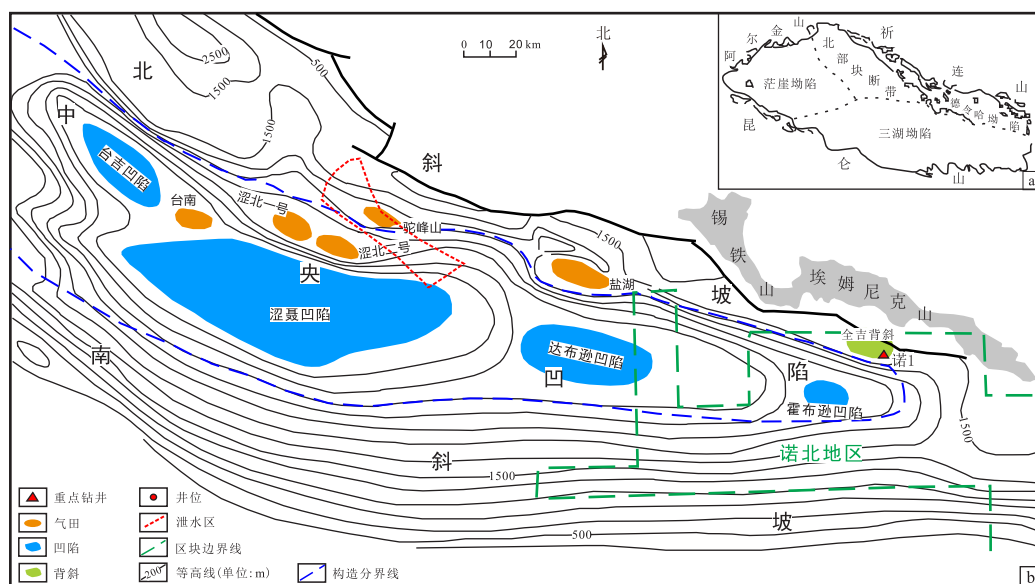 阿尔金山
祁连山
昆仑山
北部块断带
茫崖坳陷
德令哈坳陷
三湖坳陷
a
0 10 20 km
北
北斜坡
中央凹陷
南斜坡
2500
1500
500
1500
1500
台吉凹陷
台南
涩北一号
涩北一号
驼峰山
盐湖
涩聂凹陷
达布逊凹陷
霍布逊凹陷
锡铁山
埃姆尼克山
全吉背斜
诺1
诺北地区
1500
1500
500
重点钻井
井位
气田
泄水区
凹陷
区块边界线
背斜
200
等高线(单位:m)
构造分界线
b